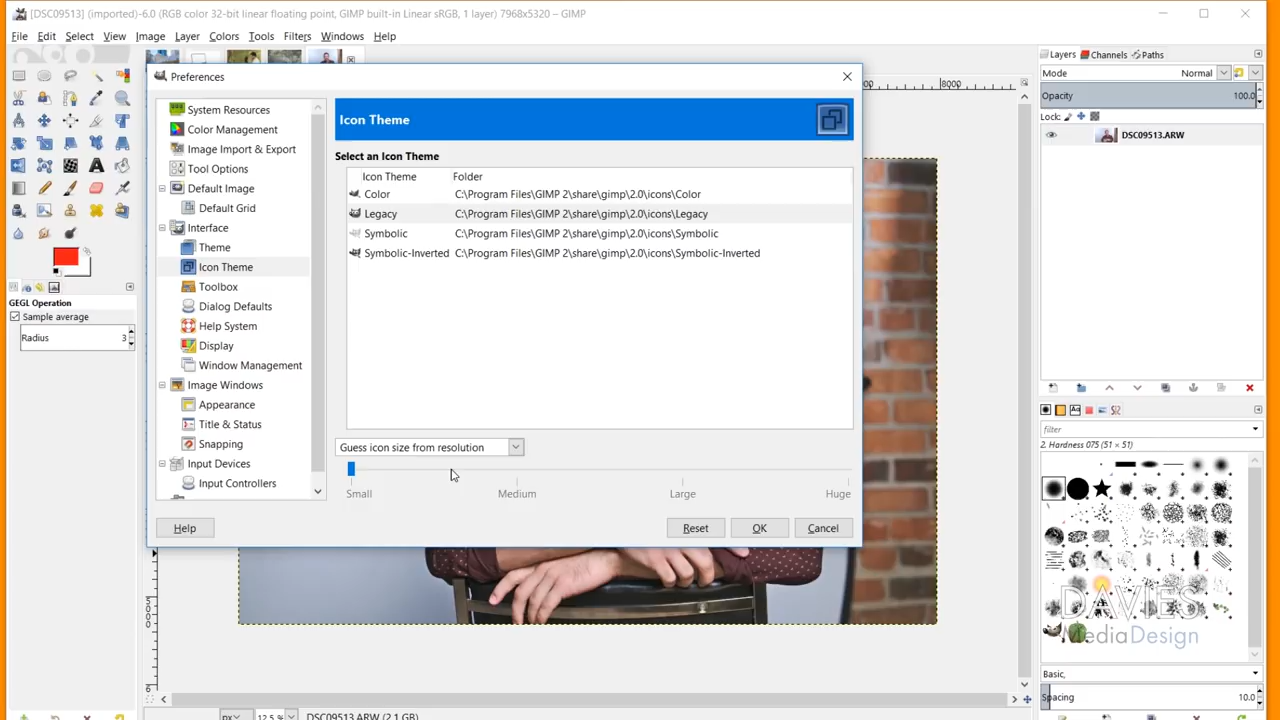 [DSC09513] (imported)-6.0 (RGB color 32-bit linear floating point, GIMP built-in Linear sRGB, 1 layer) 7968x5320 – GIMP
File Edit Select View Image Layer Colors Tools Filters Windows Help
Preferences
System Resources
Color Management
Image Import & Export
Tool Options
Default Image
Default Grid
Interface
Theme
Icon Theme
Toolbox
Dialog Defaults
Help System
Display
Window Management
Image Windows
Appearance
Title & Status
Snapping
Input Devices
Input Controllers
Icon Theme
Select an Icon Theme
Icon Theme Folder
Color C:\Program Files\GIMP 2\share\gimp\2.0\icons\Color
Legacy C:\Program Files\GIMP 2\share\gimp\2.0\icons\Legacy
Symbolic C:\Program Files\GIMP 2\share\gimp\2.0\icons\Symbolic
Symbolic-Inverted C:\Program Files\GIMP 2\share\gimp\2.0\icons\Symbolic-Inverted
Guess icon size from resolution
Small Medium Large Huge
Help Reset OK Cancel
GEGL Operation
Sample average
Radius 3
8000
Layers Channels Paths
Mode Normal
Opacity 100.0
Lock:
DSC09513.ARW
filter
2. Hardness 075 (51 × 51)
DAVIES
MediaDesign
Basic,
Spacing 10.0
px 12.5 % DSC09513.ARW (2.1 GB)